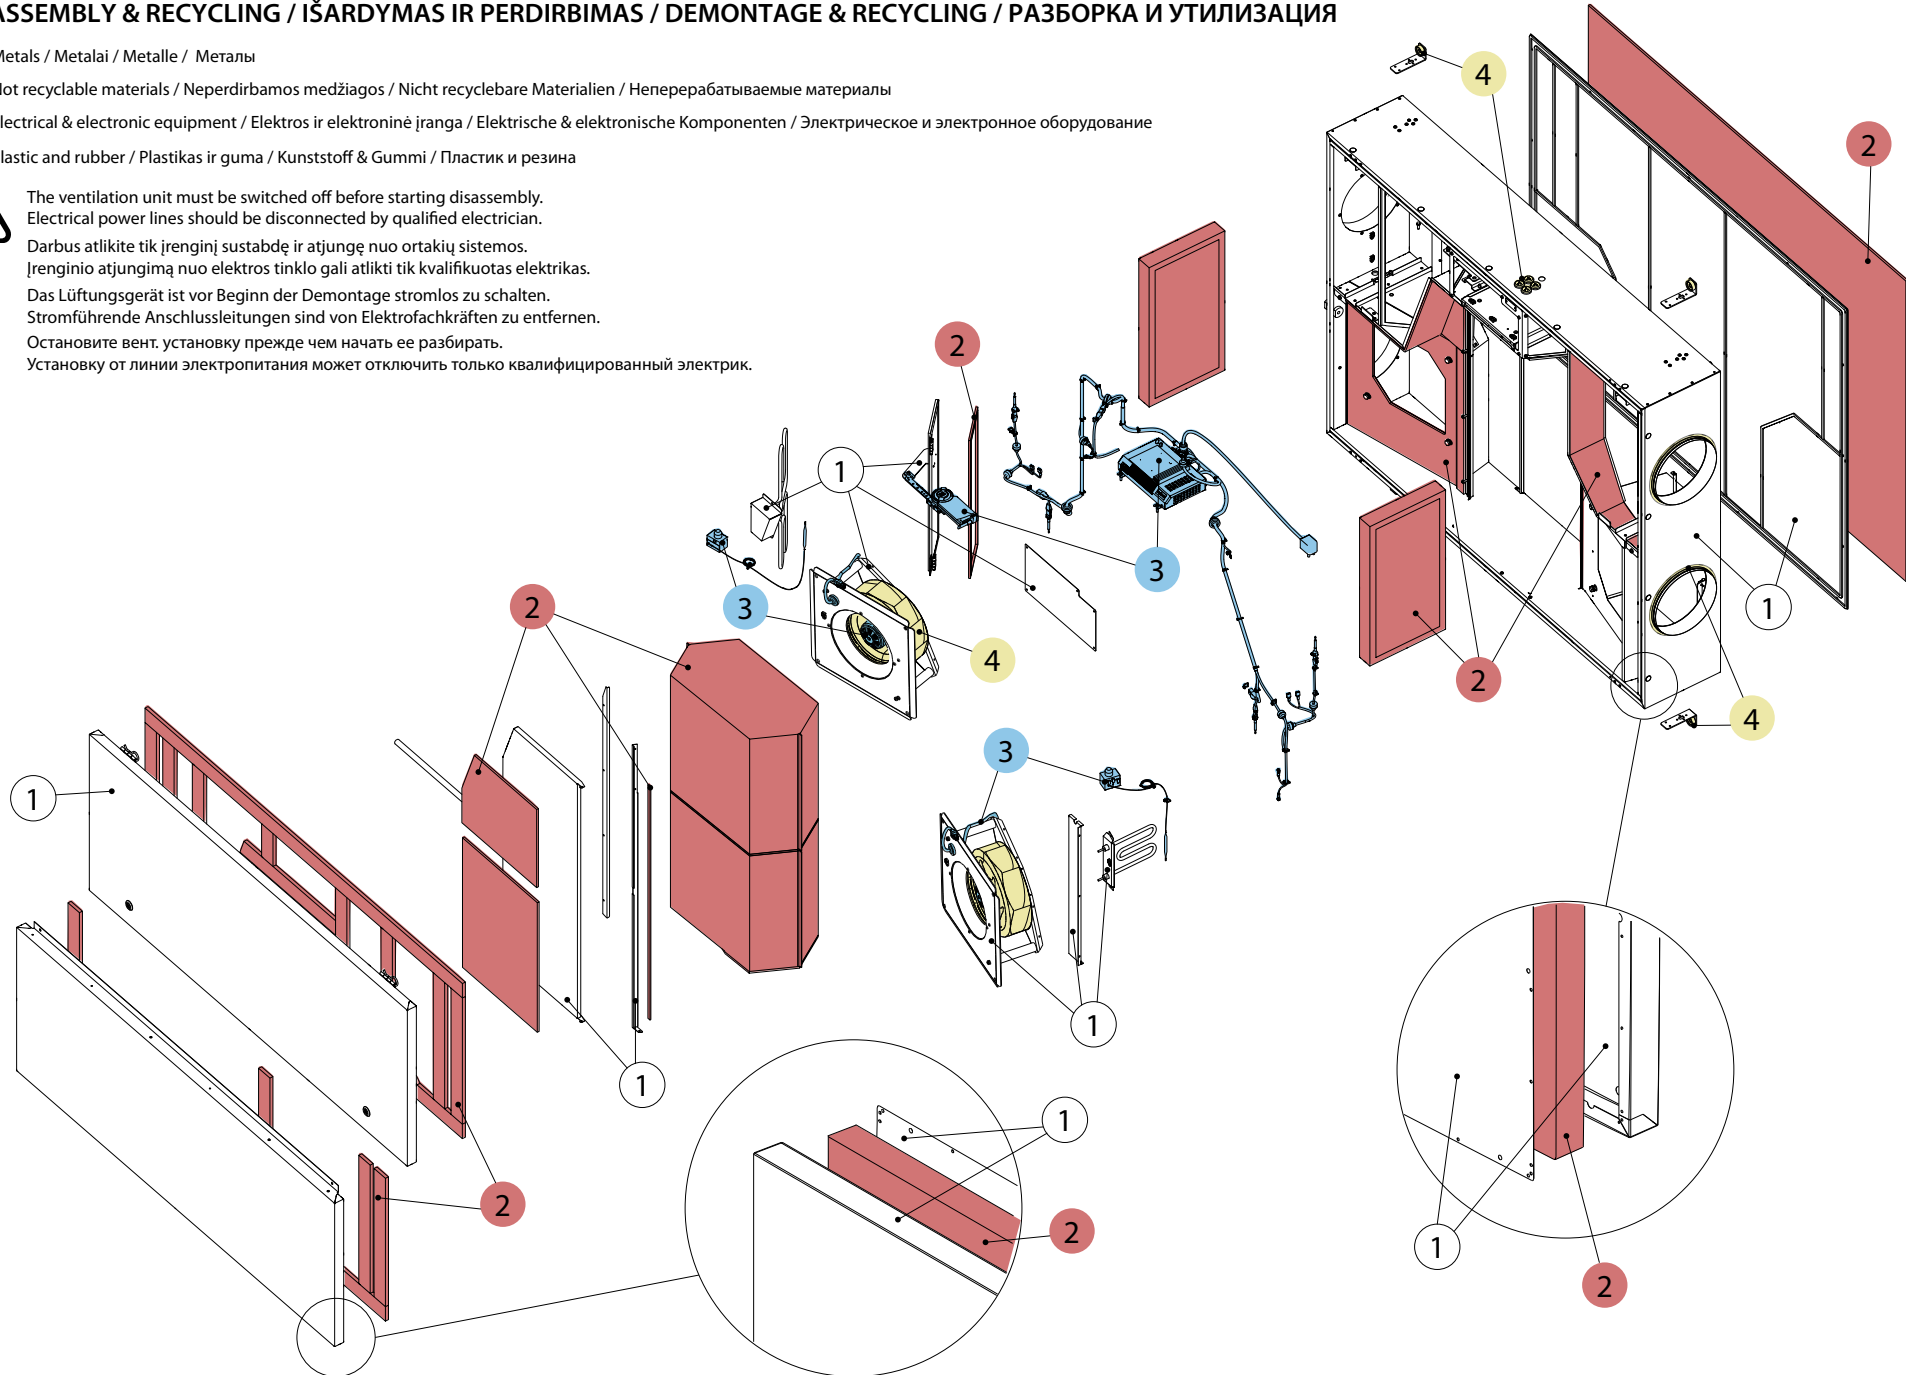 ASSEMBLY & RECYCLING / IŠARDYMAS IR PERDIRBIMAS / DEMONTAGE & RECYCLING / РАЗБОРКА И УТИЛИЗАЦИЯ
Metals / Metalai / Metalle / Металы
Not recyclable materials / Neperdirbamos medžiagos / Nicht recyclebare Materialien / Неперерабатываемые материалы
lectrical & electronic equipment / Elektros ir elektroninė įranga / Elektrische & elektronische Komponenten / Электрическое и электронное оборудование
lastic and rubber / Plastikas ir guma / Kunststoff & Gummi / Пластик и резина
The ventilation unit must be switched off before starting disassembly.
Electrical power lines should be disconnected by qualified electrician.
Darbus atlikite tik įrenginį sustabdę ir atjungę nuo ortakių sistemos.
Įrenginio atjungimą nuo elektros tinklo gali atlikti tik kvalifikuotas elektrikas.
Das Lüftungsgerät ist vor Beginn der Demontage stromlos zu schalten.
Stromführende Anschlussleitungen sind von Elektrofachkräften zu entfernen.
Остановите вент. установку прежде чем начать ее разбирать.
Установку от линии электропитания может отключить только квалифицированный электрик.
4
2
2
1
3
1
2
3
4
2
4
3
1
1
1
1
2
2
1
2